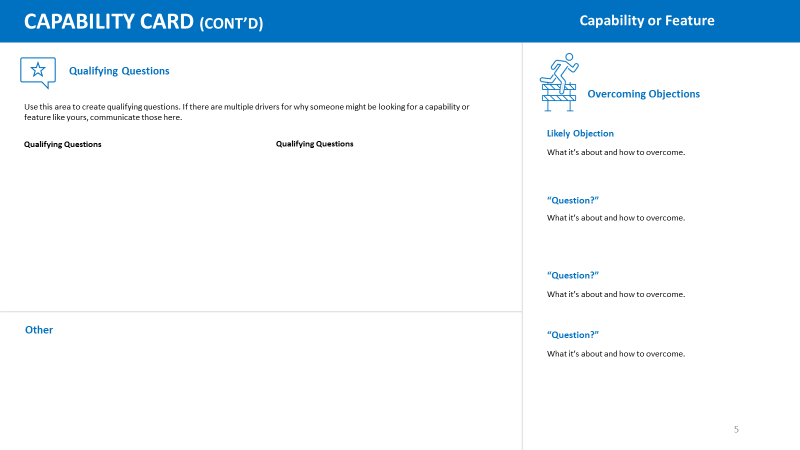 CAPABILITY CARD (CONT’D)
Capability or Feature
Qualifying Questions
Use this area to create qualifying questions. If there are multiple drivers for why someone might be looking for a capability or
feature like yours, communicate those here.
Qualifying Questions
Qualifying Questions
Other
Overcoming Objections
Likely Objection
What it’s about and how to overcome.
“Question?”
What it’s about and how to overcome.
“Question?”
What it’s about and how to overcome.
“Question?”
What it’s about and how to overcome.
5